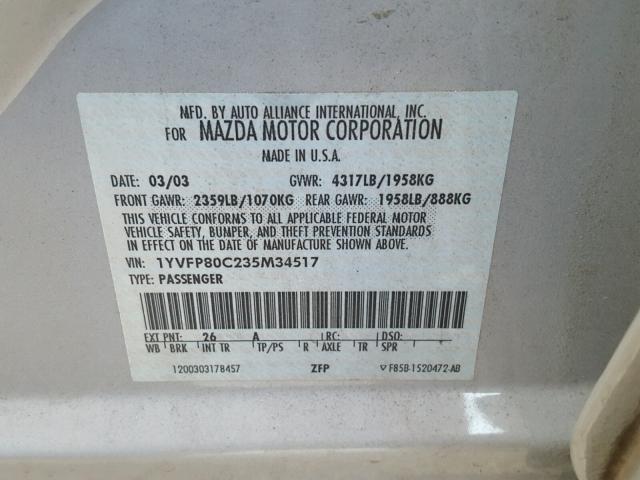 MFD. BY AUTO ALLIANCE INTERNATIONAL, INC.
FOR MAZDA MOTOR CORPORATION
MADE IN U.S.A.
DATE: 03/03 GVWR: 4317LB/1958KG
FRONT GAWR: 2359LB/1070KG REAR GAWR: 1958LB/888KG
THIS VEHICLE CONFORMS TO ALL APPLICABLE FEDERAL MOTOR
VEHICLE SAFETY, BUMPER, AND THEFT PREVENTION STANDARDS
IN EFFECT ON THE DATE OF MANUFACTURE SHOWN ABOVE.
VIN: 1YVFP80C235M34517
TYPE: PASSENGER
EXT PNT: 26 A RC: DSO:
WB BRK INT TR TP/PS R AXLE TR SPR
1200303178457 ZFP F85B-1520472-AB